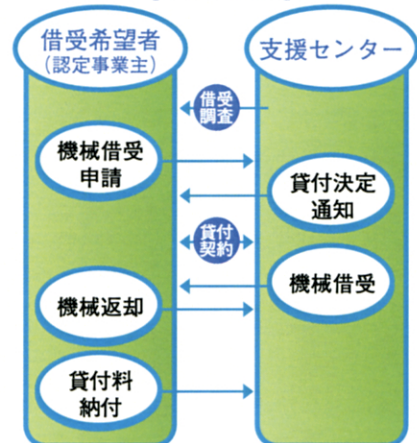 借受希望者
（認定事業主）
支援センター
借受
調査
機械借受
申請
貸付決定
通知
貸付
契約
機械借受
機械返却
貸付料
納付